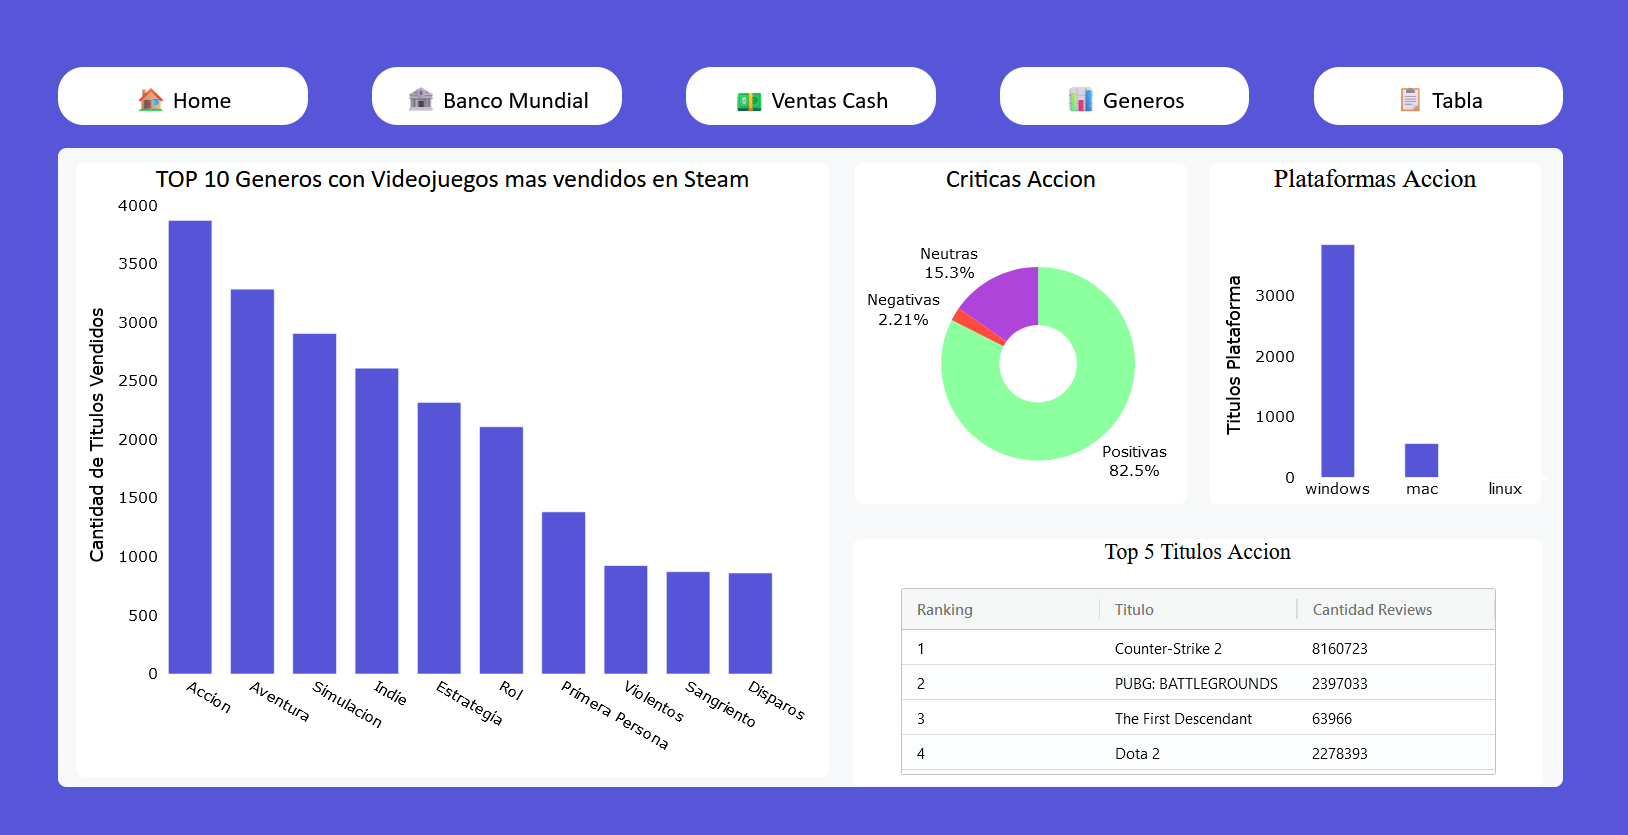 🏠 Home
🏛 Banco Mundial
💵 Ventas Cash
📊 Generos
📋 Tabla
TOP 10 Generos con Videojuegos mas vendidos en Steam
Cantidad de Titulos Vendidos
4000
3500
3000
2500
2000
1500
1000
500
0
Accion
Aventura
Simulacion
Indie
Estrategia
Rol
Primera Persona
Violentos
Sangriento
Disparos
Criticas Accion
Neutras
15.3%
Negativas
2.21%
Positivas
82.5%
Plataformas Accion
Titulos Plataforma
3000
2000
1000
0
windows
mac
linux
Top 5 Titulos Accion
Ranking Titulo Cantidad Reviews
1 Counter-Strike 2 8160723
2 PUBG: BATTLEGROUNDS 2397033
3 The First Descendant 63966
4 Dota 2 2278393